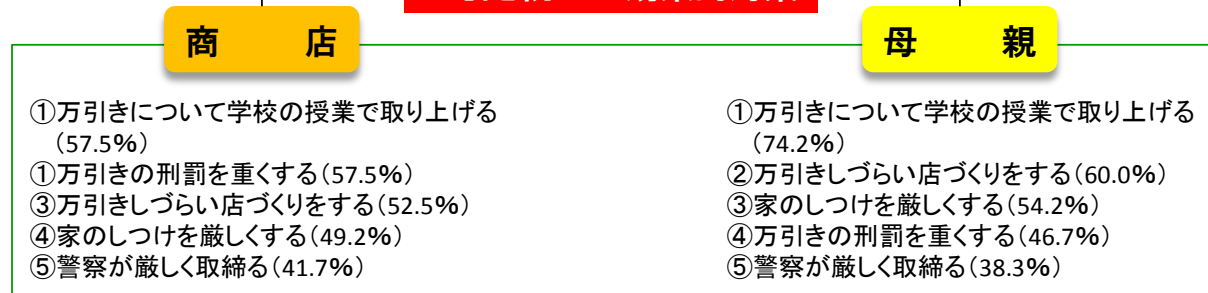 商　　店
①万引きについて学校の授業で取り上げる
（57.5%）
①万引きの刑罰を重くする（57.5%）
③万引きしづらい店づくりをする（52.5%）
④家のしつけを厳しくする（49.2%）
⑤警察が厳しく取締る（41.7%）
母　　親
①万引きについて学校の授業で取り上げる
（74.2%）
②万引きしづらい店づくりをする（60.0%）
③家のしつけを厳しくする（54.2%）
④万引きの刑罰を重くする（46.7%）
⑤警察が厳しく取締る（38.3%）